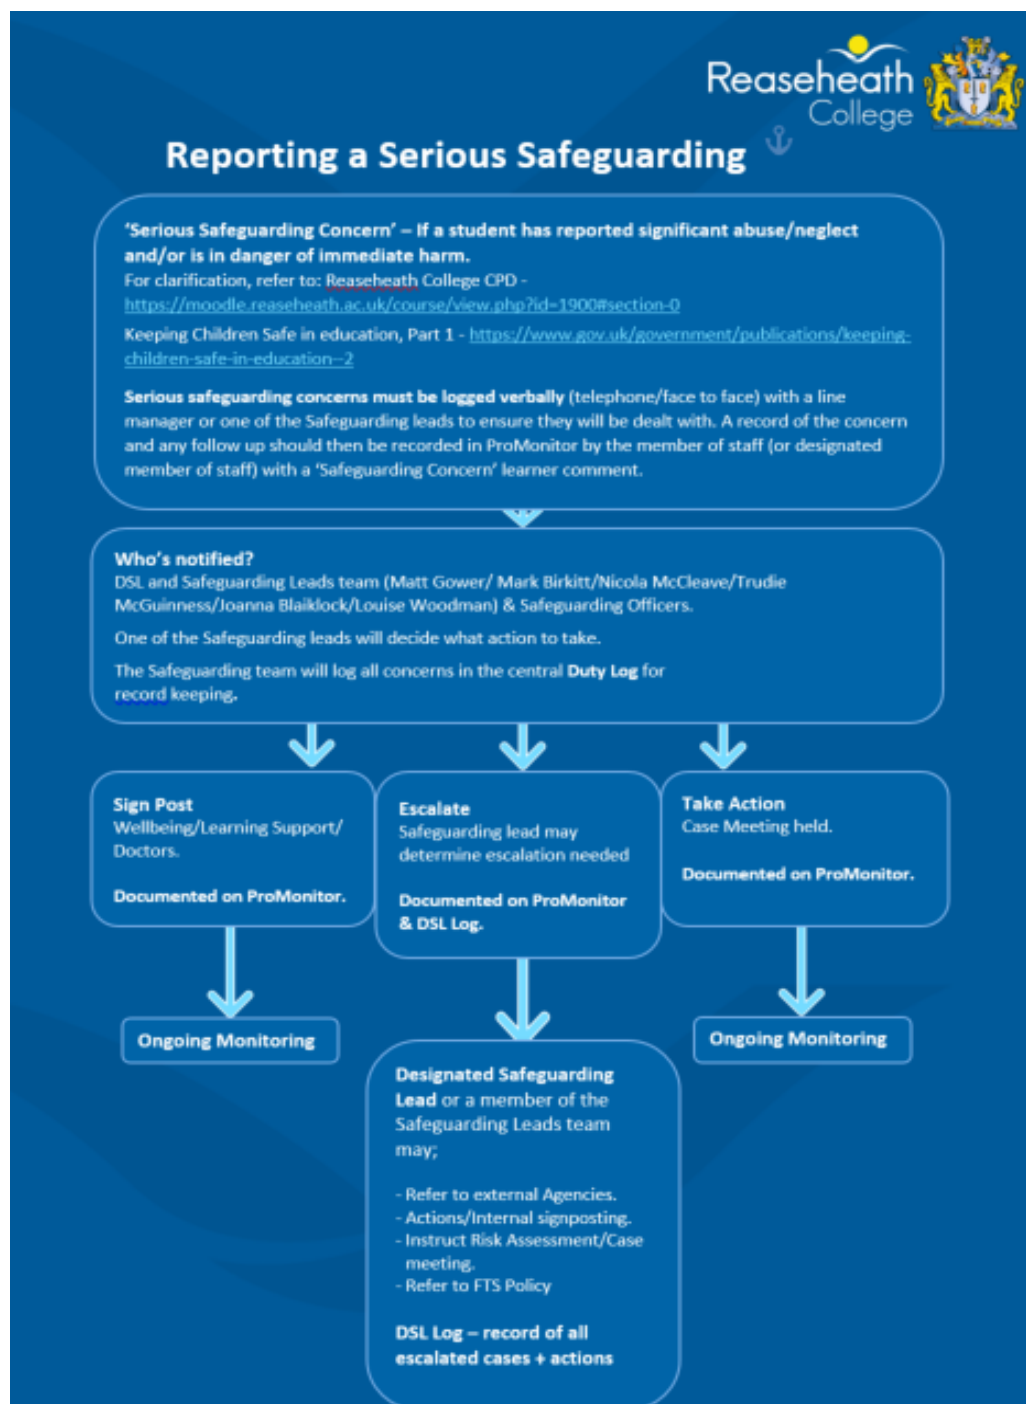 Reaseheath
College
Reporting a Serious Safeguarding
‘Serious Safeguarding Concern’ – If a student has reported significant abuse/neglect
and/or is in danger of immediate harm.
For clarification, refer to: Reaseheath College CPD -
https://moodle.reaseheath.ac.uk/course/view.php?id=1900#section-0
Keeping Children Safe in education, Part 1 - https://www.gov.uk/government/publications/keeping-
children-safe-in-education--2
Serious safeguarding concerns must be logged verbally (telephone/face to face) with a line
manager or one of the Safeguarding leads to ensure they will be dealt with. A record of the concern
and any follow up should then be recorded in ProMonitor by the member of staff (or designated
member of staff) with a ‘Safeguarding Concern’ learner comment.
Who’s notified?
DSL and Safeguarding Leads team (Matt Gower/ Mark Birkitt/Nicola McCleave/Trudie
McGuinness/Joanna Blaiklock/Louise Woodman) & Safeguarding Officers.
One of the Safeguarding leads will decide what action to take.
The Safeguarding team will log all concerns in the central Duty Log for
record keeping.
Sign Post
Wellbeing/Learning Support/
Doctors.
Documented on ProMonitor.
Escalate
Safeguarding lead may
determine escalation needed
Documented on ProMonitor
& DSL Log.
Take Action
Case Meeting held.
Documented on ProMonitor.
Ongoing Monitoring
Ongoing Monitoring
Designated Safeguarding
Lead or a member of the
Safeguarding Leads team
may;
- Refer to external Agencies.
- Actions/Internal signposting.
- Instruct Risk Assessment/Case
meeting.
- Refer to FTS Policy
DSL Log – record of all
escalated cases + actions